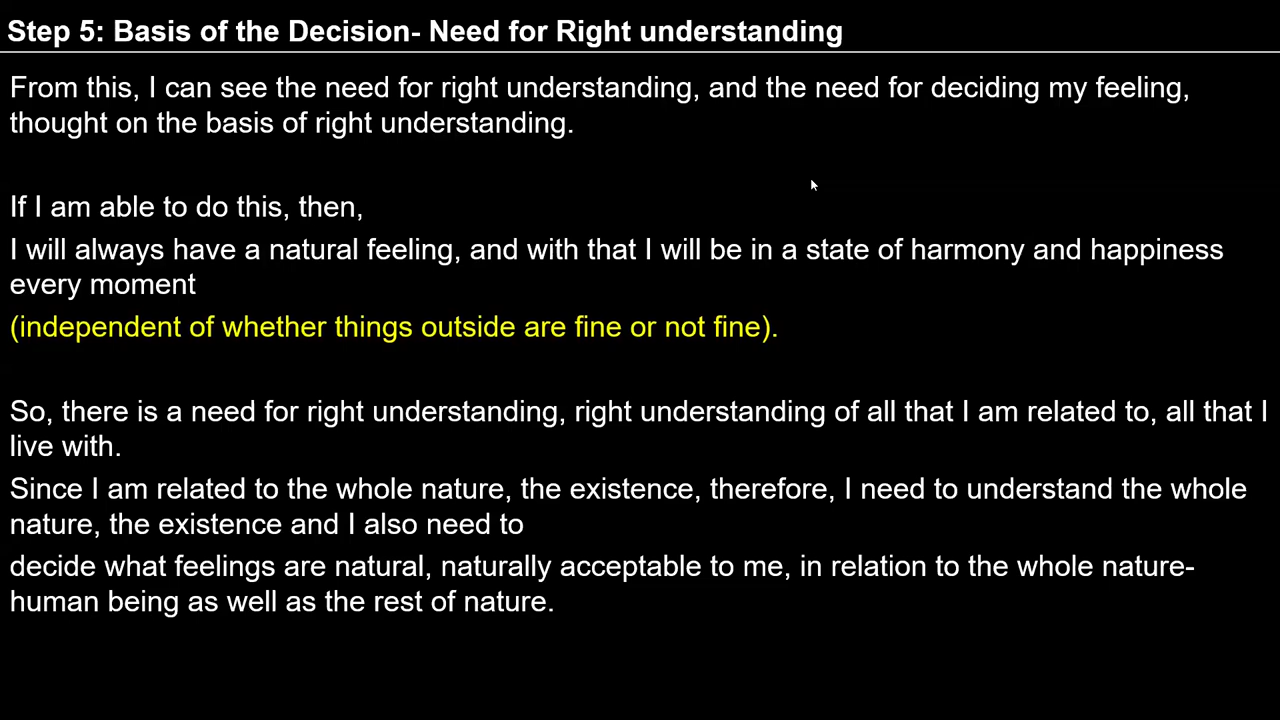 Step 5: Basis of the Decision- Need for Right understanding
From this, I can see the need for right understanding, and the need for deciding my feeling,
thought on the basis of right understanding.
If I am able to do this, then,
I will always have a natural feeling, and with that I will be in a state of harmony and happiness
every moment
(independent of whether things outside are fine or not fine).
So, there is a need for right understanding, right understanding of all that I am related to, all that I
live with.
Since I am related to the whole nature, the existence, therefore, I need to understand the whole
nature, the existence and I also need to
decide what feelings are natural, naturally acceptable to me, in relation to the whole nature-
human being as well as the rest of nature.